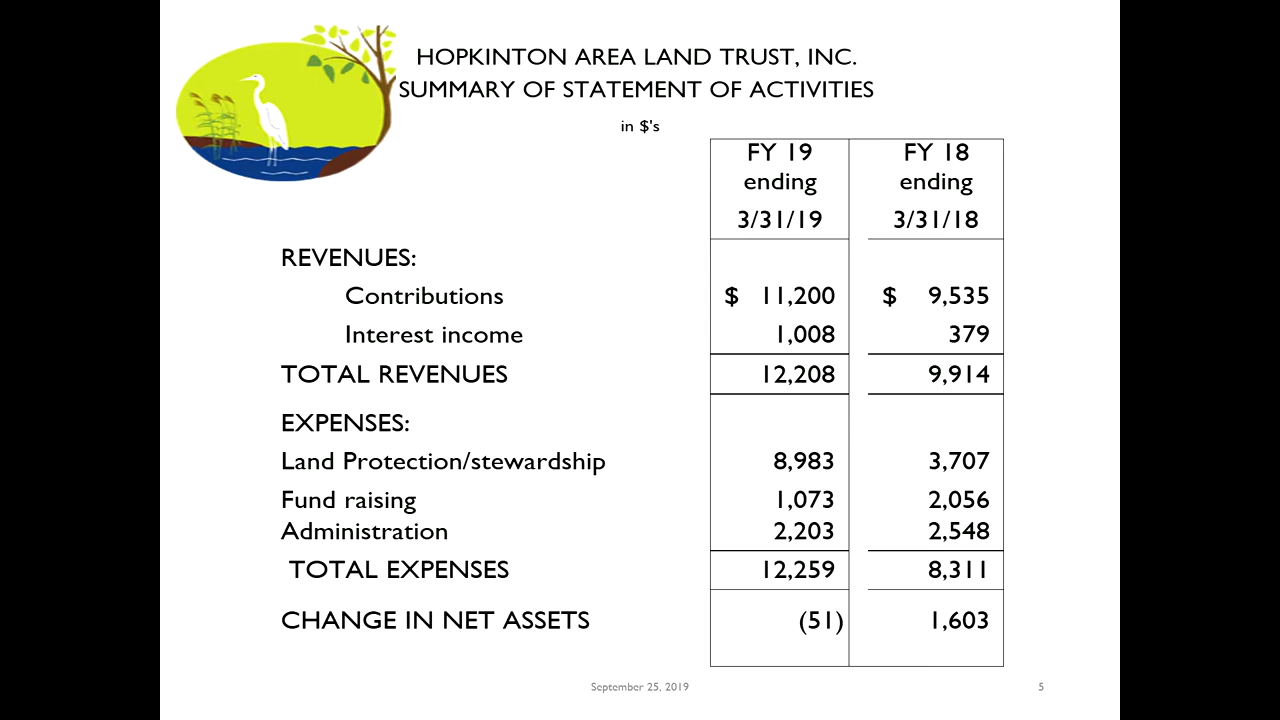 HOPKINTON AREA LAND TRUST, INC.
SUMMARY OF STATEMENT OF ACTIVITIES
in $'s
FY 19 FY 18
ending ending
3/31/19 3/31/18
REVENUES:
Contributions $ 11,200 $ 9,535
Interest income 1,008 379
TOTAL REVENUES 12,208 9,914
EXPENSES:
Land Protection/stewardship 8,983 3,707
Fund raising 1,073 2,056
Administration 2,203 2,548
TOTAL EXPENSES 12,259 8,311
CHANGE IN NET ASSETS (51) 1,603
September 25, 2019 5